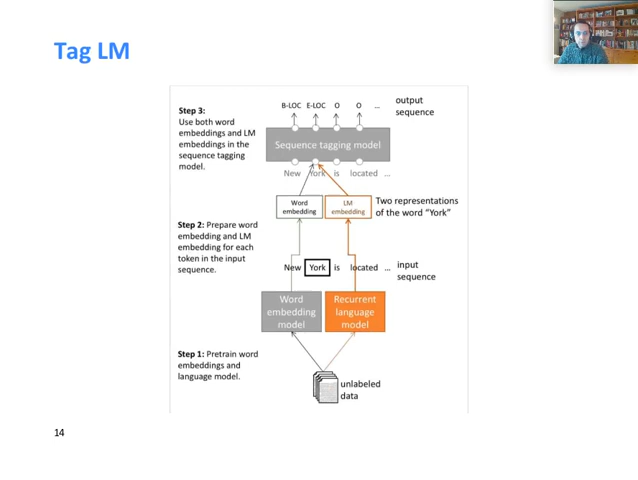 Tag LM
Step 3:
Use both word
embeddings and LM
embeddings in the
sequence tagging
model.
B-LOC E-LOC O O ...
output
sequence
Sequence tagging model
New York is located ...
Word
embedding
LM
embedding
Two representations
of the word "York"
Step 2: Prepare word
embedding and LM
embedding for each
token in the input
sequence.
New York is located ...
input
sequence
Word
embedding
model
Recurrent
language
model
Step 1: Pretrain word
embeddings and
language model.
unlabeled
data
14